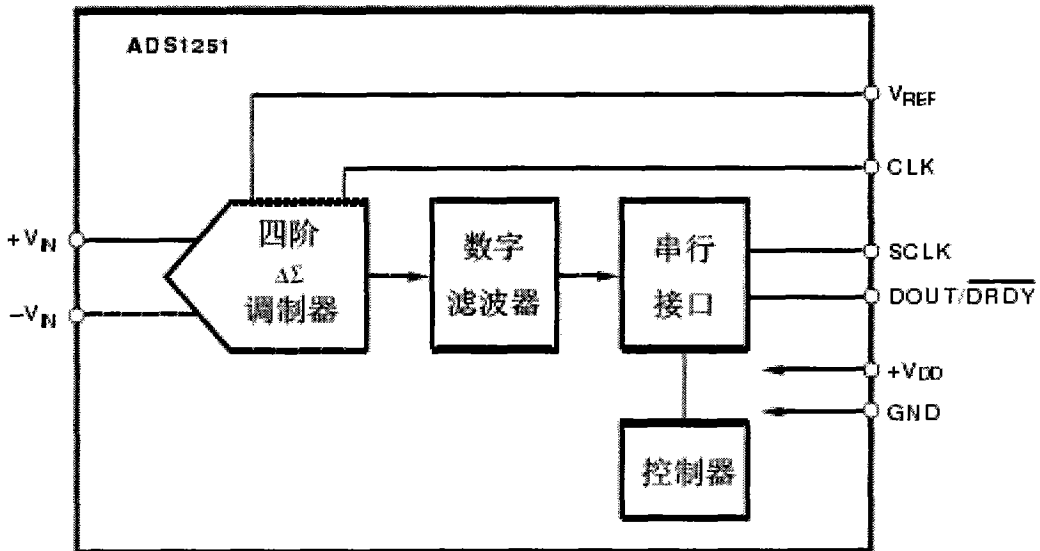 ADS1251
VREF
CLK
+VIN
-VIN
四阶
ΔΣ
调制器
数字
滤波器
串行
接口
SCLK
DOUT/DRDY
+VDD
GND
控制器